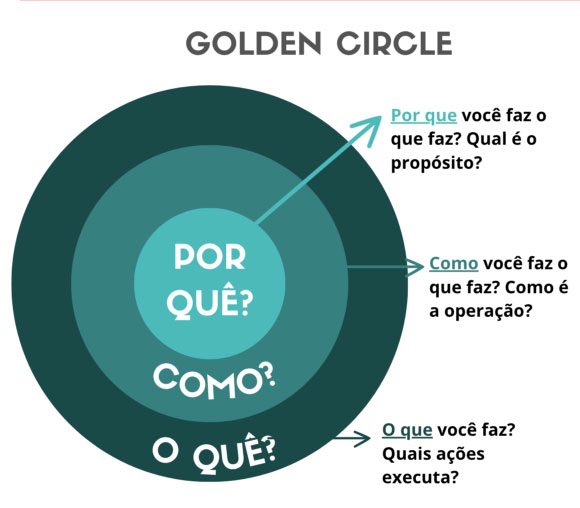 GOLDEN CIRCLE
Por que você faz o
que faz? Qual é o
propósito?
POR
QUÊ?
Como você faz o
que faz? Como é
a operação?
COMO?
O que você faz?
Quais ações
executa?
O QUÊ?